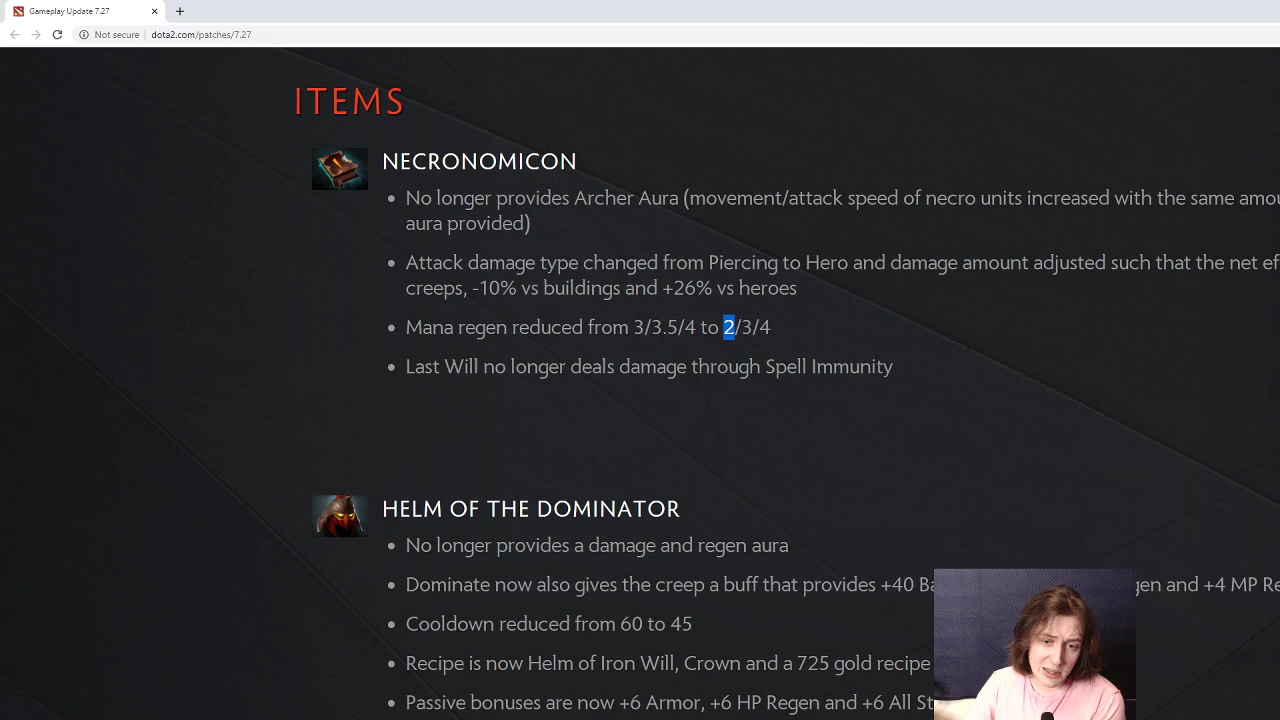 Gameplay Update 7.27
Not secure
dota2.com/patches/7.27
ITEMS
NECRONOMICON
No longer provides Archer Aura (movement/attack speed of necro units increased with the same
aura provided)
Attack damage type changed from Piercing to Hero and damage amount adjusted such that the net
creeps, -10% vs buildings and +26% vs heroes
Mana regen reduced from 3/3.5/4 to 2/3/4
Last Will no longer deals damage through Spell Immunity
HELM OF THE DOMINATOR
No longer provides a damage and regen aura
Dominate now also gives the creep a buff that provides +40 and +4 MP
Cooldown reduced from 60 to 45
Recipe is now Helm of Iron Will, Crown and a 725 gold recipe
Passive bonuses are now +6 Armor, +6 HP Regen and +6 All